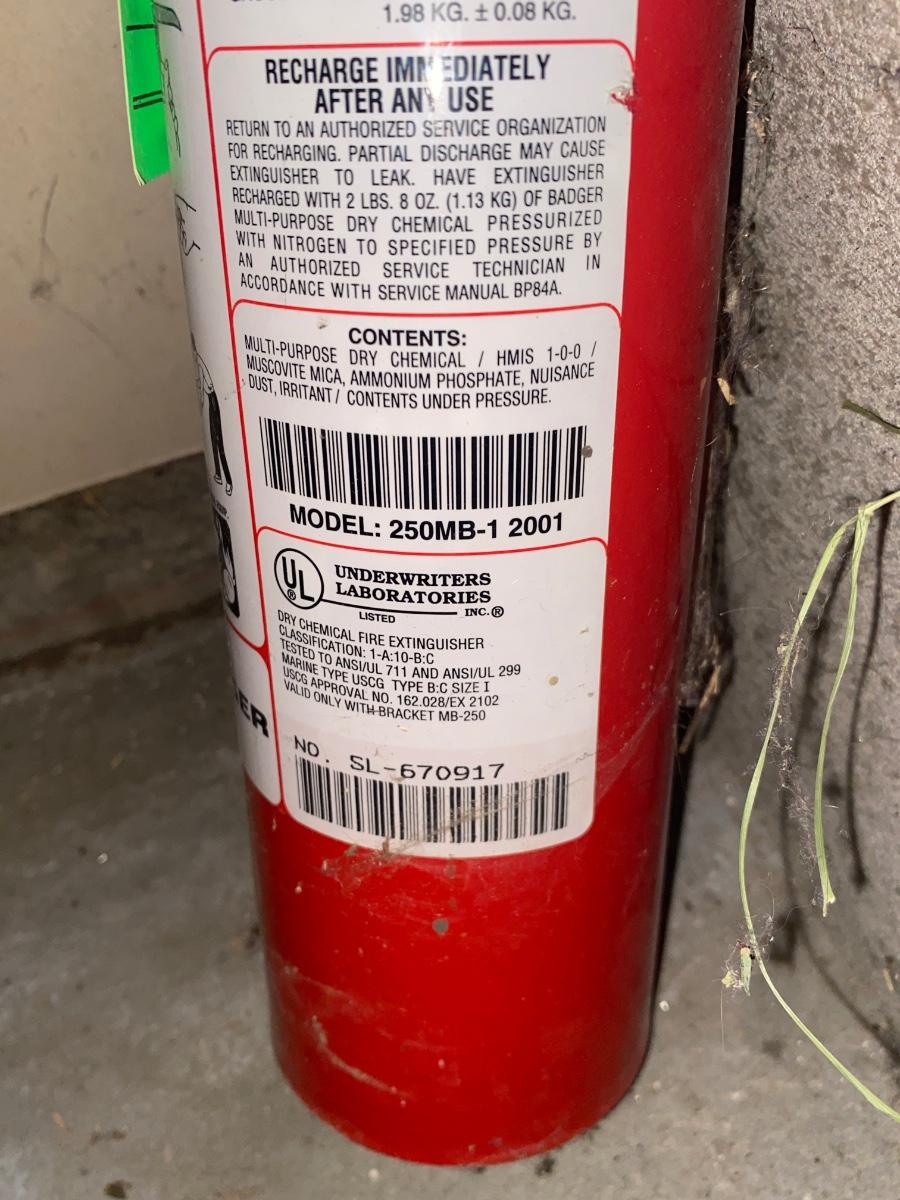 1.98 KG. ± 0.08 KG.
RECHARGE IMMEDIATELY
AFTER ANY USE
RETURN TO AN AUTHORIZED SERVICE ORGANIZATION
FOR RECHARGING. PARTIAL DISCHARGE MAY CAUSE
EXTINGUISHER TO LEAK. HAVE EXTINGUISHER
RECHARGED WITH 2 LBS. 8 OZ. (1.13 KG) OF BADGER
MULTI-PURPOSE DRY CHEMICAL PRESSURIZED
WITH NITROGEN TO SPECIFIED PRESSURE BY
AN AUTHORIZED SERVICE TECHNICIAN IN
ACCORDANCE WITH SERVICE MANUAL BP84A.
CONTENTS:
MULTI-PURPOSE DRY CHEMICAL / HMIS 1-0-0 /
MUSCOVITE MICA, AMMONIUM PHOSPHATE, NUISANCE
DUST, IRRITANT / CONTENTS UNDER PRESSURE.
MODEL: 250MB-1 2001
UL ®
UNDERWRITERS
LABORATORIES
INC.®
LISTED
DRY CHEMICAL FIRE EXTINGUISHER
CLASSIFICATION: 1-A:10-B:C
TESTED TO ANSI/UL 711 AND ANSI/UL 299
MARINE TYPE USCG TYPE B:C SIZE I
USCG APPROVAL NO. 162.028/EX 2102
VALID ONLY WITH BRACKET MB-250
ER
NO. SL-670917